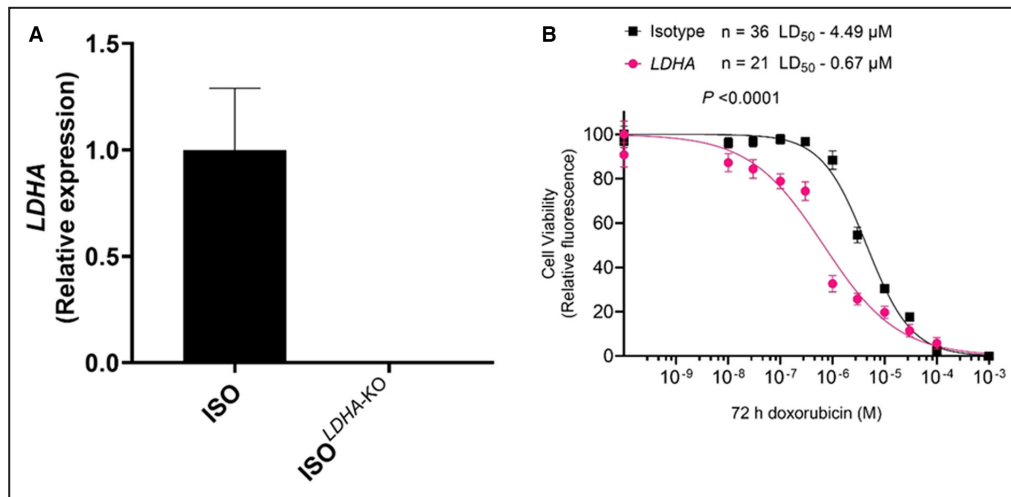 A
LDHA
(Relative expression)
1.5
1.0
0.5
0.0
ISO
ISO^LDHA-KO
B
Isotype n = 36 LD50 - 4.49 µM
LDHA n = 21 LD50 - 0.67 µM
P <0.0001
Cell Viability
(Relative fluorescence)
100
80
60
40
20
0
10-9 10-8 10-7 10-6 10-5 10-4 10-3
72 h doxorubicin (M)